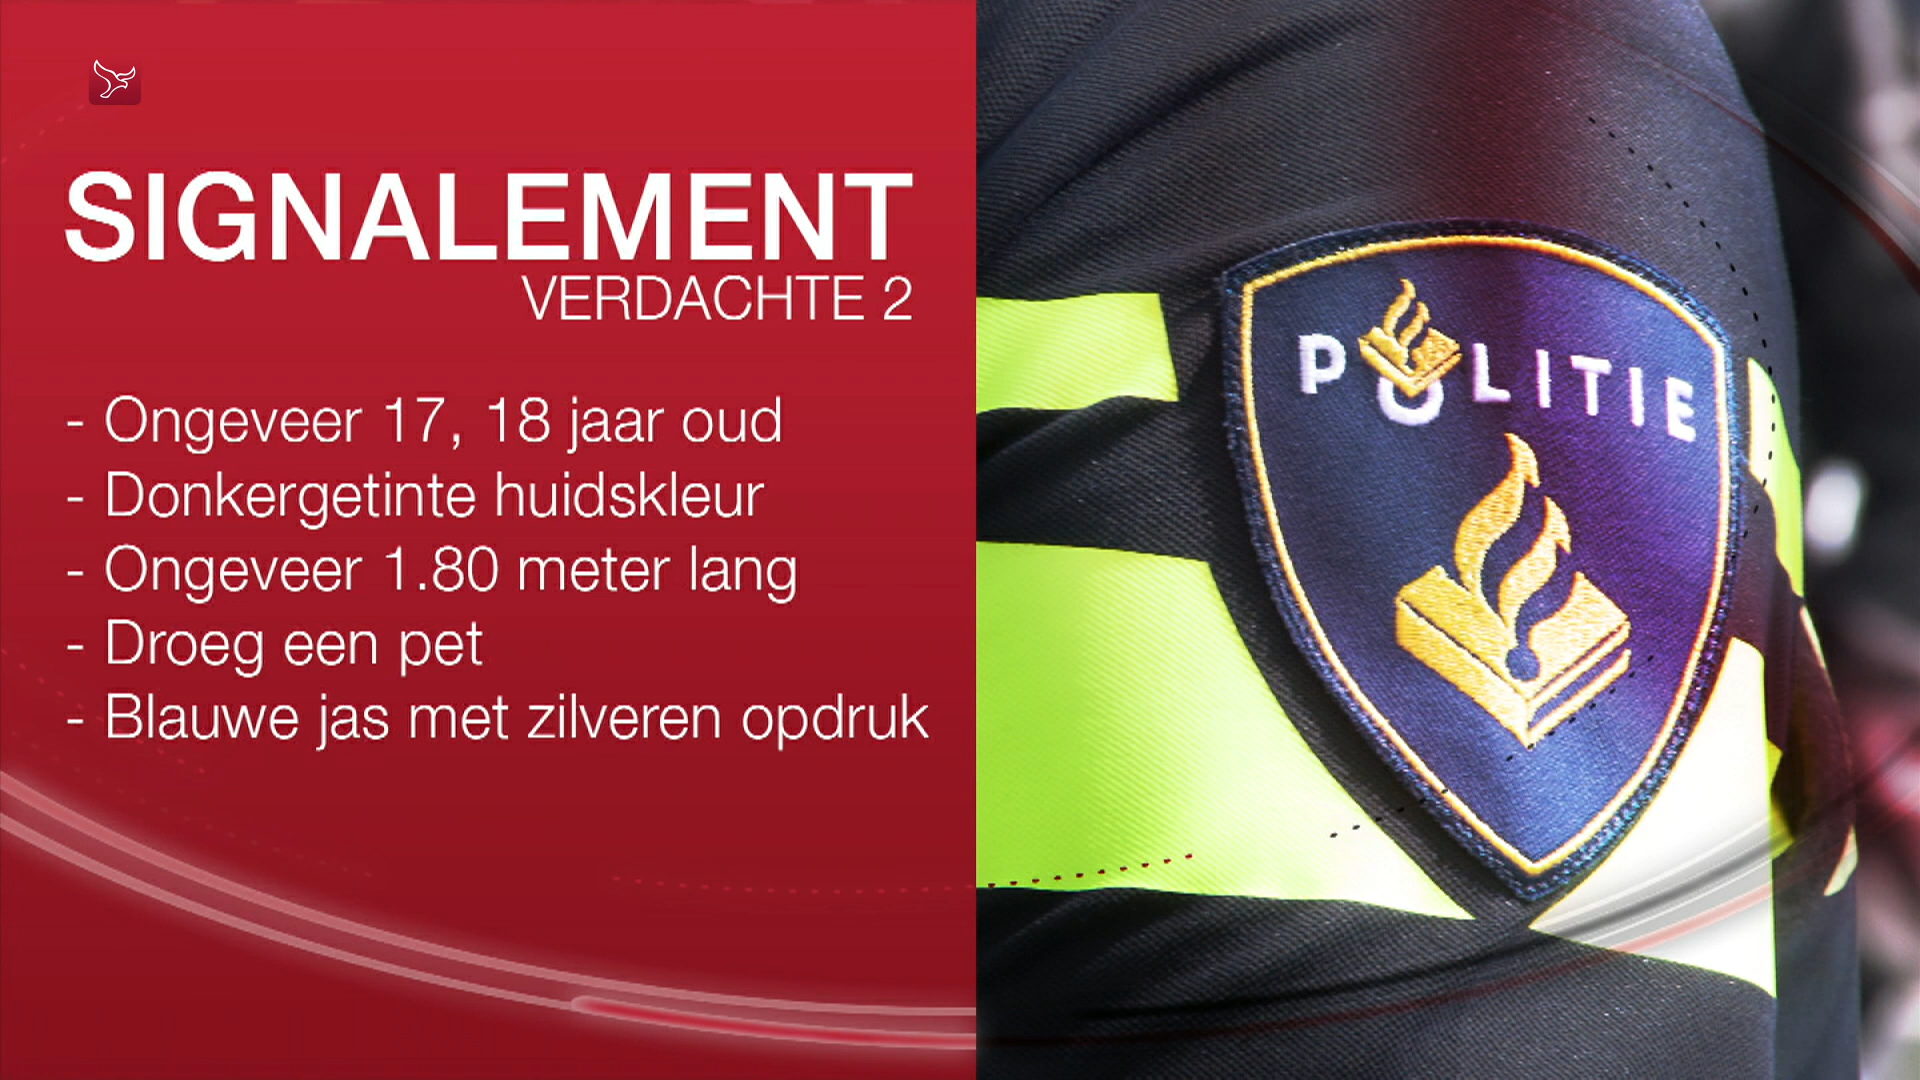 SIGNALEMENT
VERDACHTE 2
- Ongeveer 17, 18 jaar oud
- Donkergetinte huidskleur
- Ongeveer 1.80 meter lang
- Droeg een pet
- Blauwe jas met zilveren opdruk
POLITIE